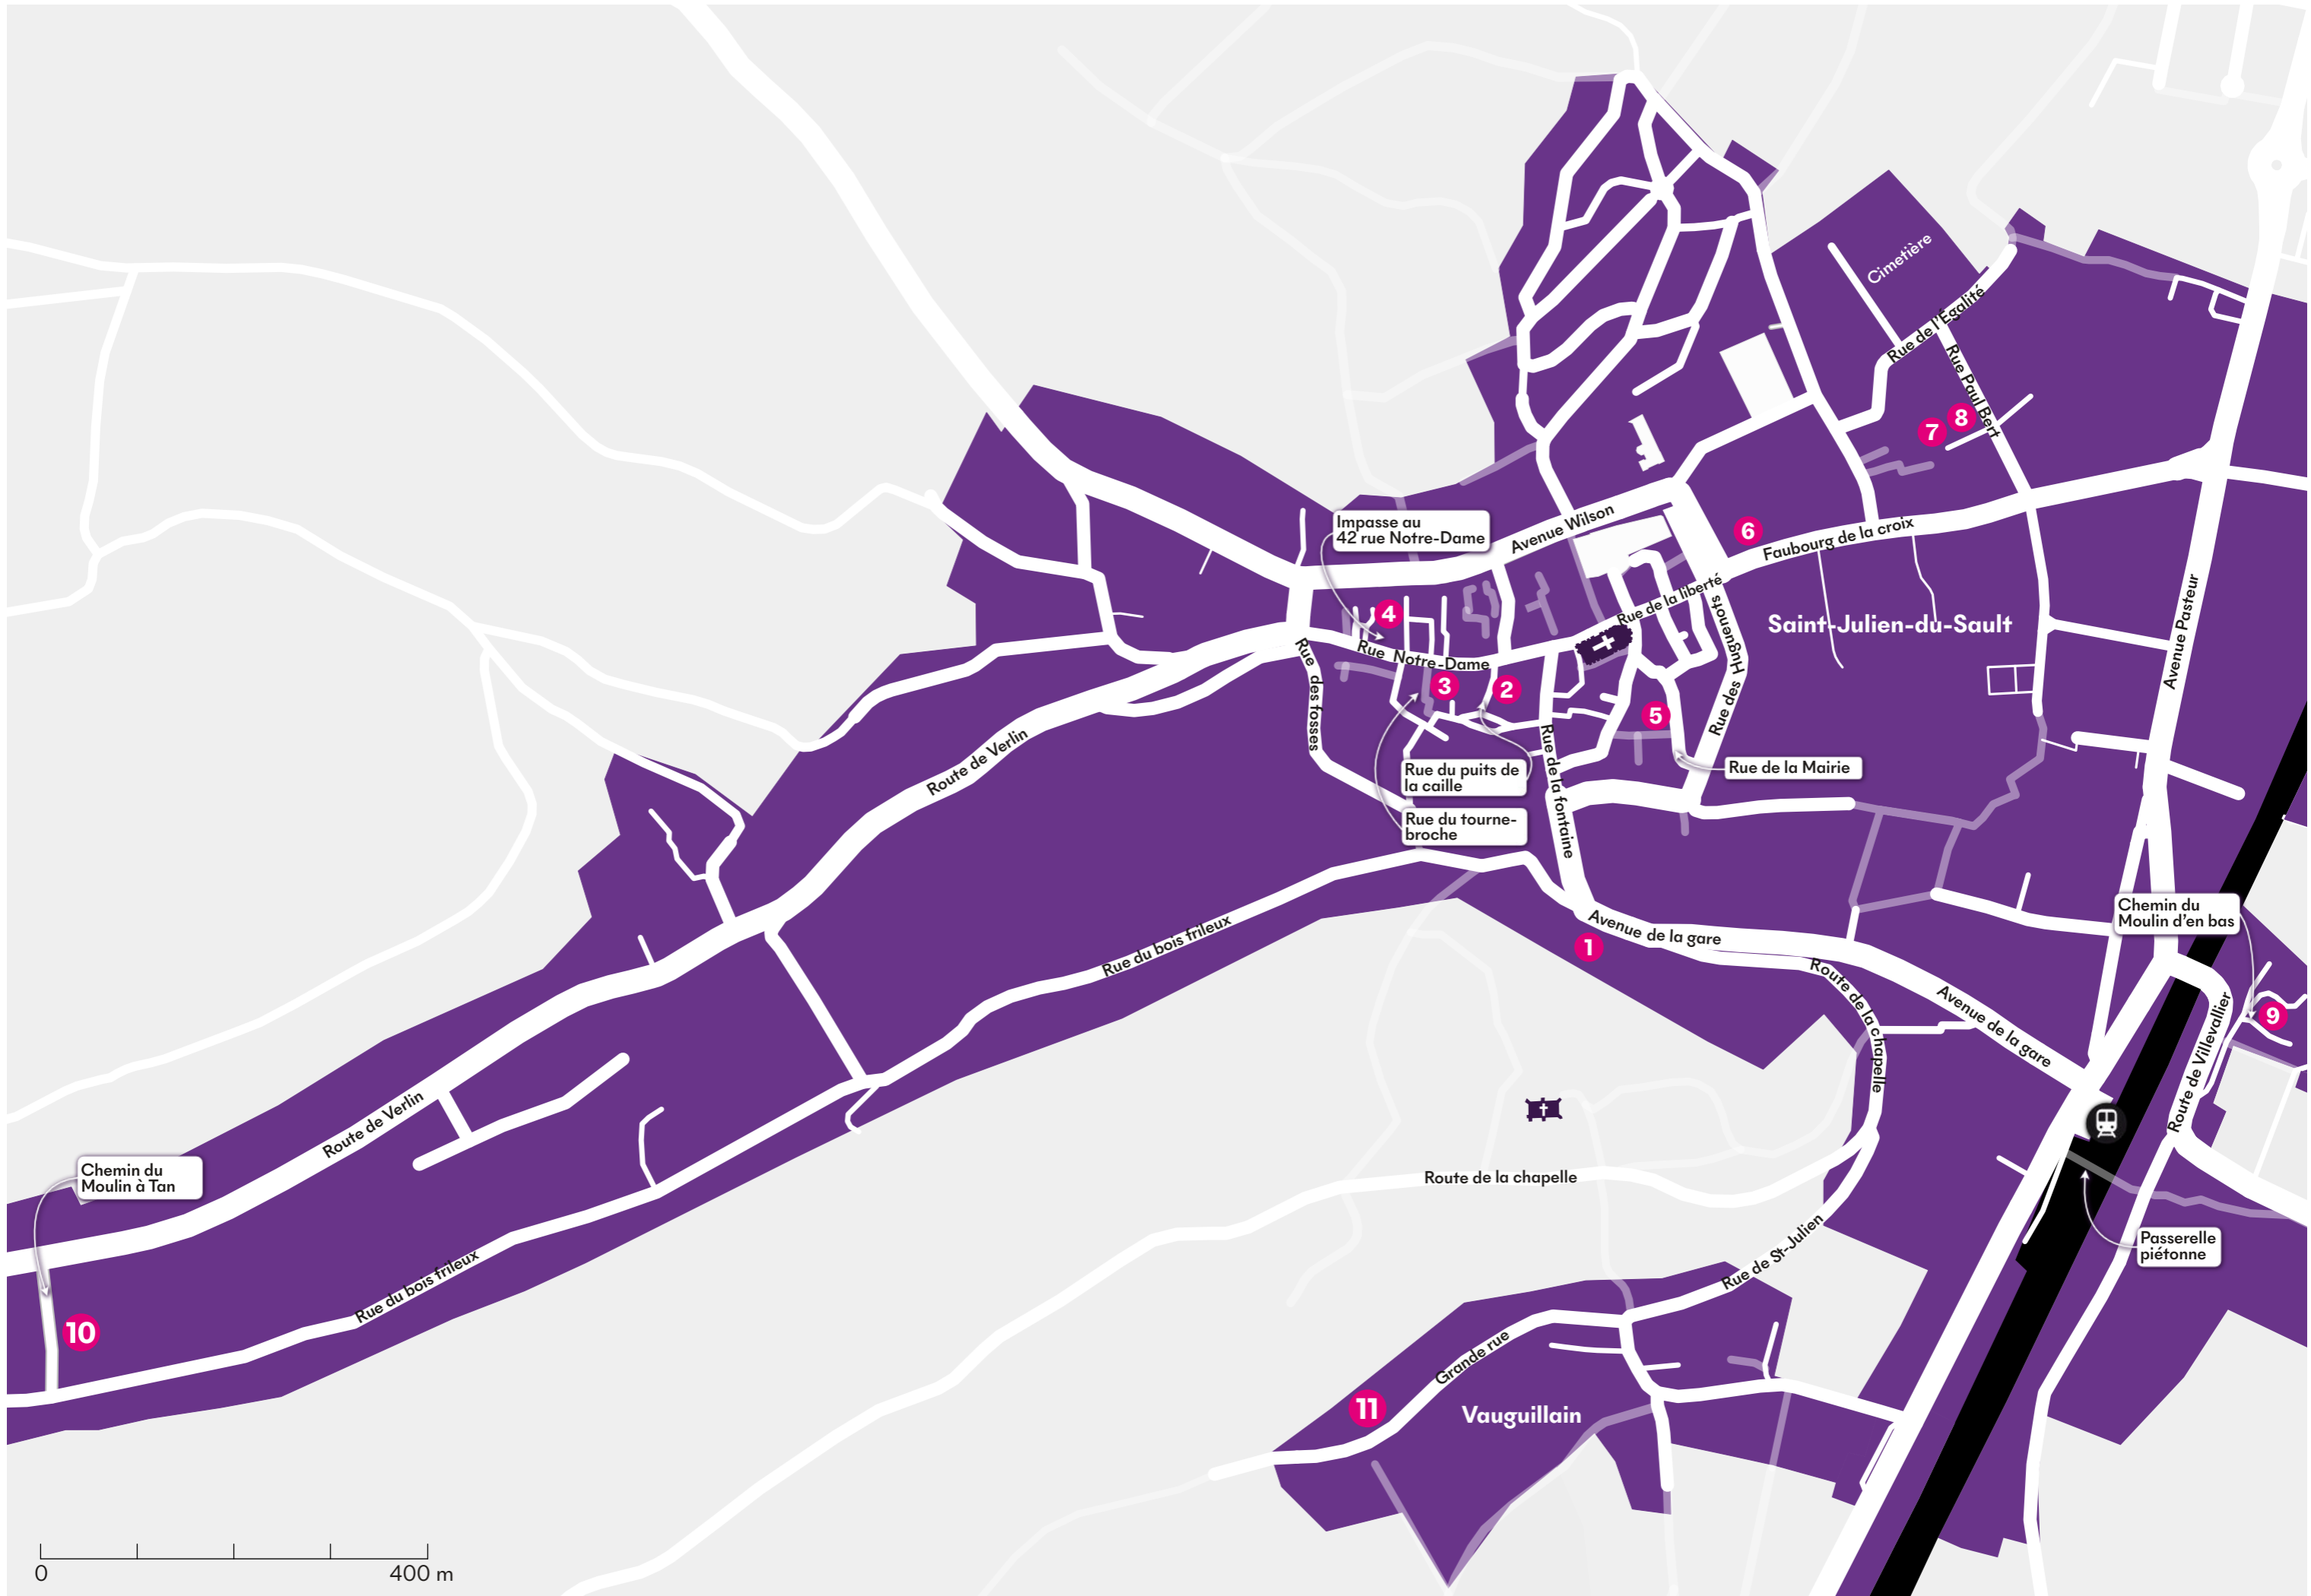 Cimetière
Rue de l'Egalité
Rue Paul Bert
8
7
Impasse au
42 rue Notre-Dame
Avenue Wilson
6
Faubourg de la croix
Rue de la liberté
4
Saint-Julien-du-Sault
Avenue Pasteur
Rue des Huguenots
Rue Notre-Dame
Rue des fosses
3
2
5
Route de Verlin
Rue de la fontaine
Rue du puits de
la caille
Rue de la Mairie
Rue du tourne-
broche
Chemin du
Moulin d'en bas
Rue du bois frileux
Avenue de la gare
1
Route de la chapelle
Avenue de la gare
Route de Villevallier
9
Route de Verlin
Chemin du
Moulin à Tan
Route de la chapelle
Rue de St-Julien
Passerelle
piétonne
Rue du bois frileux
10
Grande rue
11
Vauguillain
0
400 m